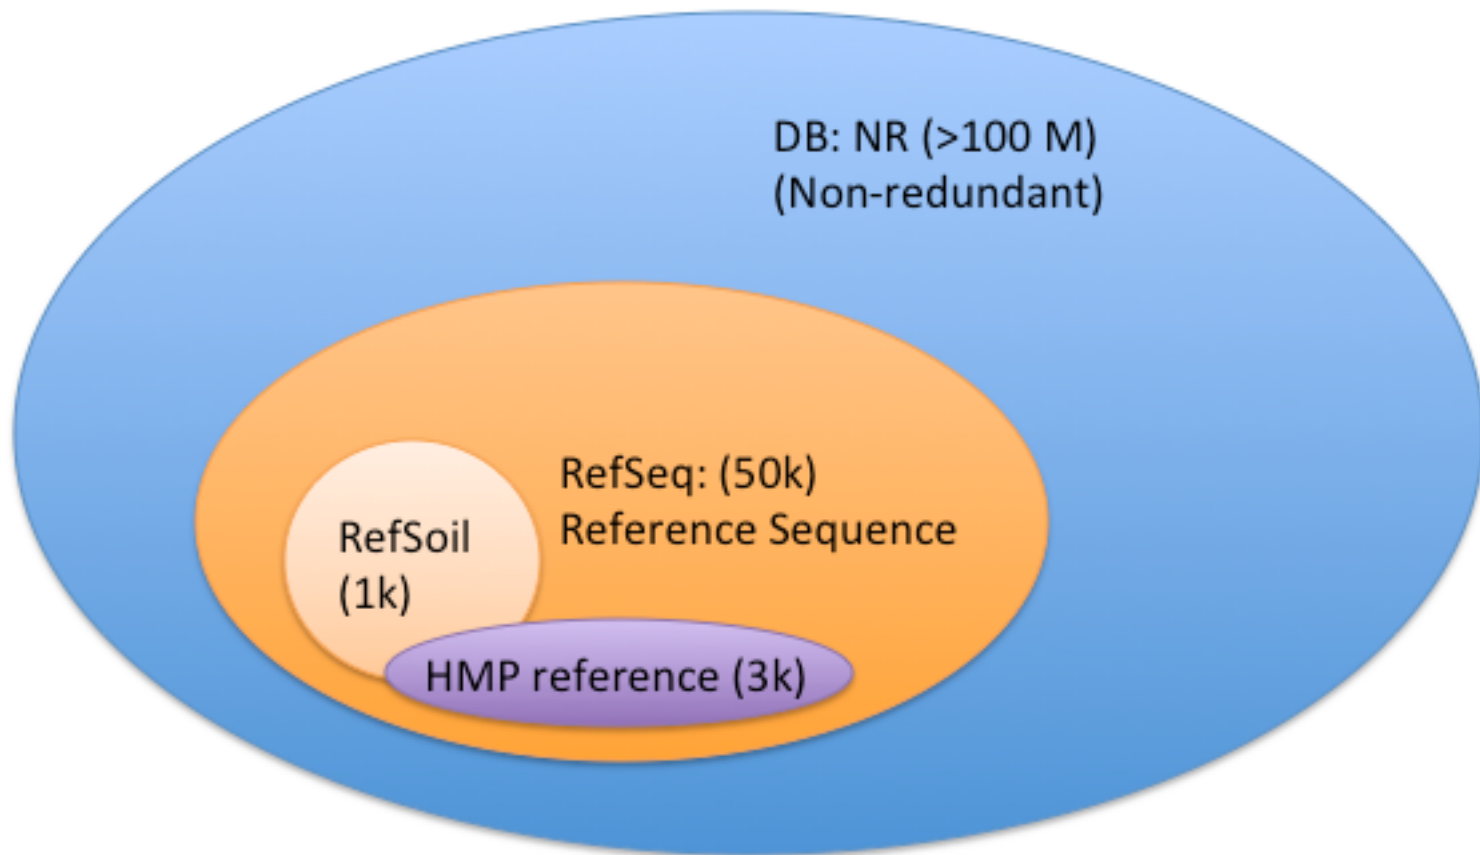 DB: NR (>100 M)
(Non-redundant)
RefSeq: (50k)
Reference Sequence
RefSoil
(1k)
HMP reference (3k)